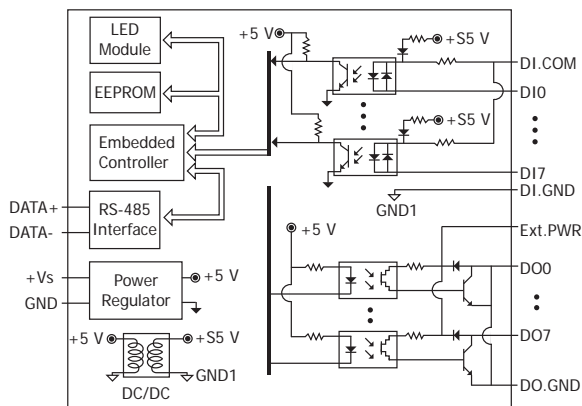 LED
Module
EEPROM
Embedded
Controller
RS-485
Interface
DATA+
DATA-
+Vs
GND
Power
Regulator
+5 V
+5 V
+S5 V
GND1
DC/DC
+5 V
+S5 V
DI.COM
DI0
+S5 V
DI7
DI.GND
GND1
Ext.PWR
+5 V
DO0
DO7
DO.GND